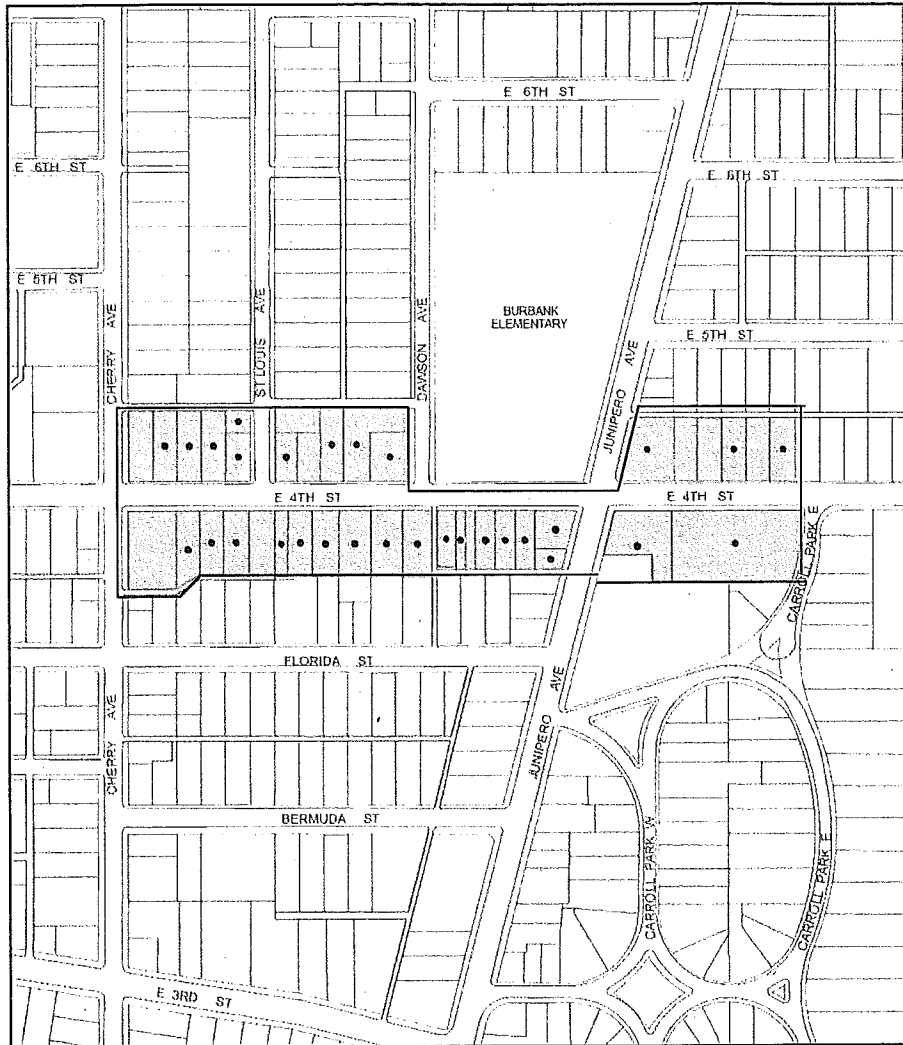 E 6TH ST
E 6TH ST
E 6TH ST
E 5TH ST
CHERRY AVE
ST LOUIS AVE
DAWSON AVE
BURBANK
ELEMENTARY
JUNIPERO AVE
E 5TH ST
E 4TH ST
E 4TH ST
CARROLL PARK E
FLORIDA ST
CHERRY AVE
JUNIPERO AVE
BERMUDA ST
CARROLL PARK W
CARROLL PARK E
E 3RD ST